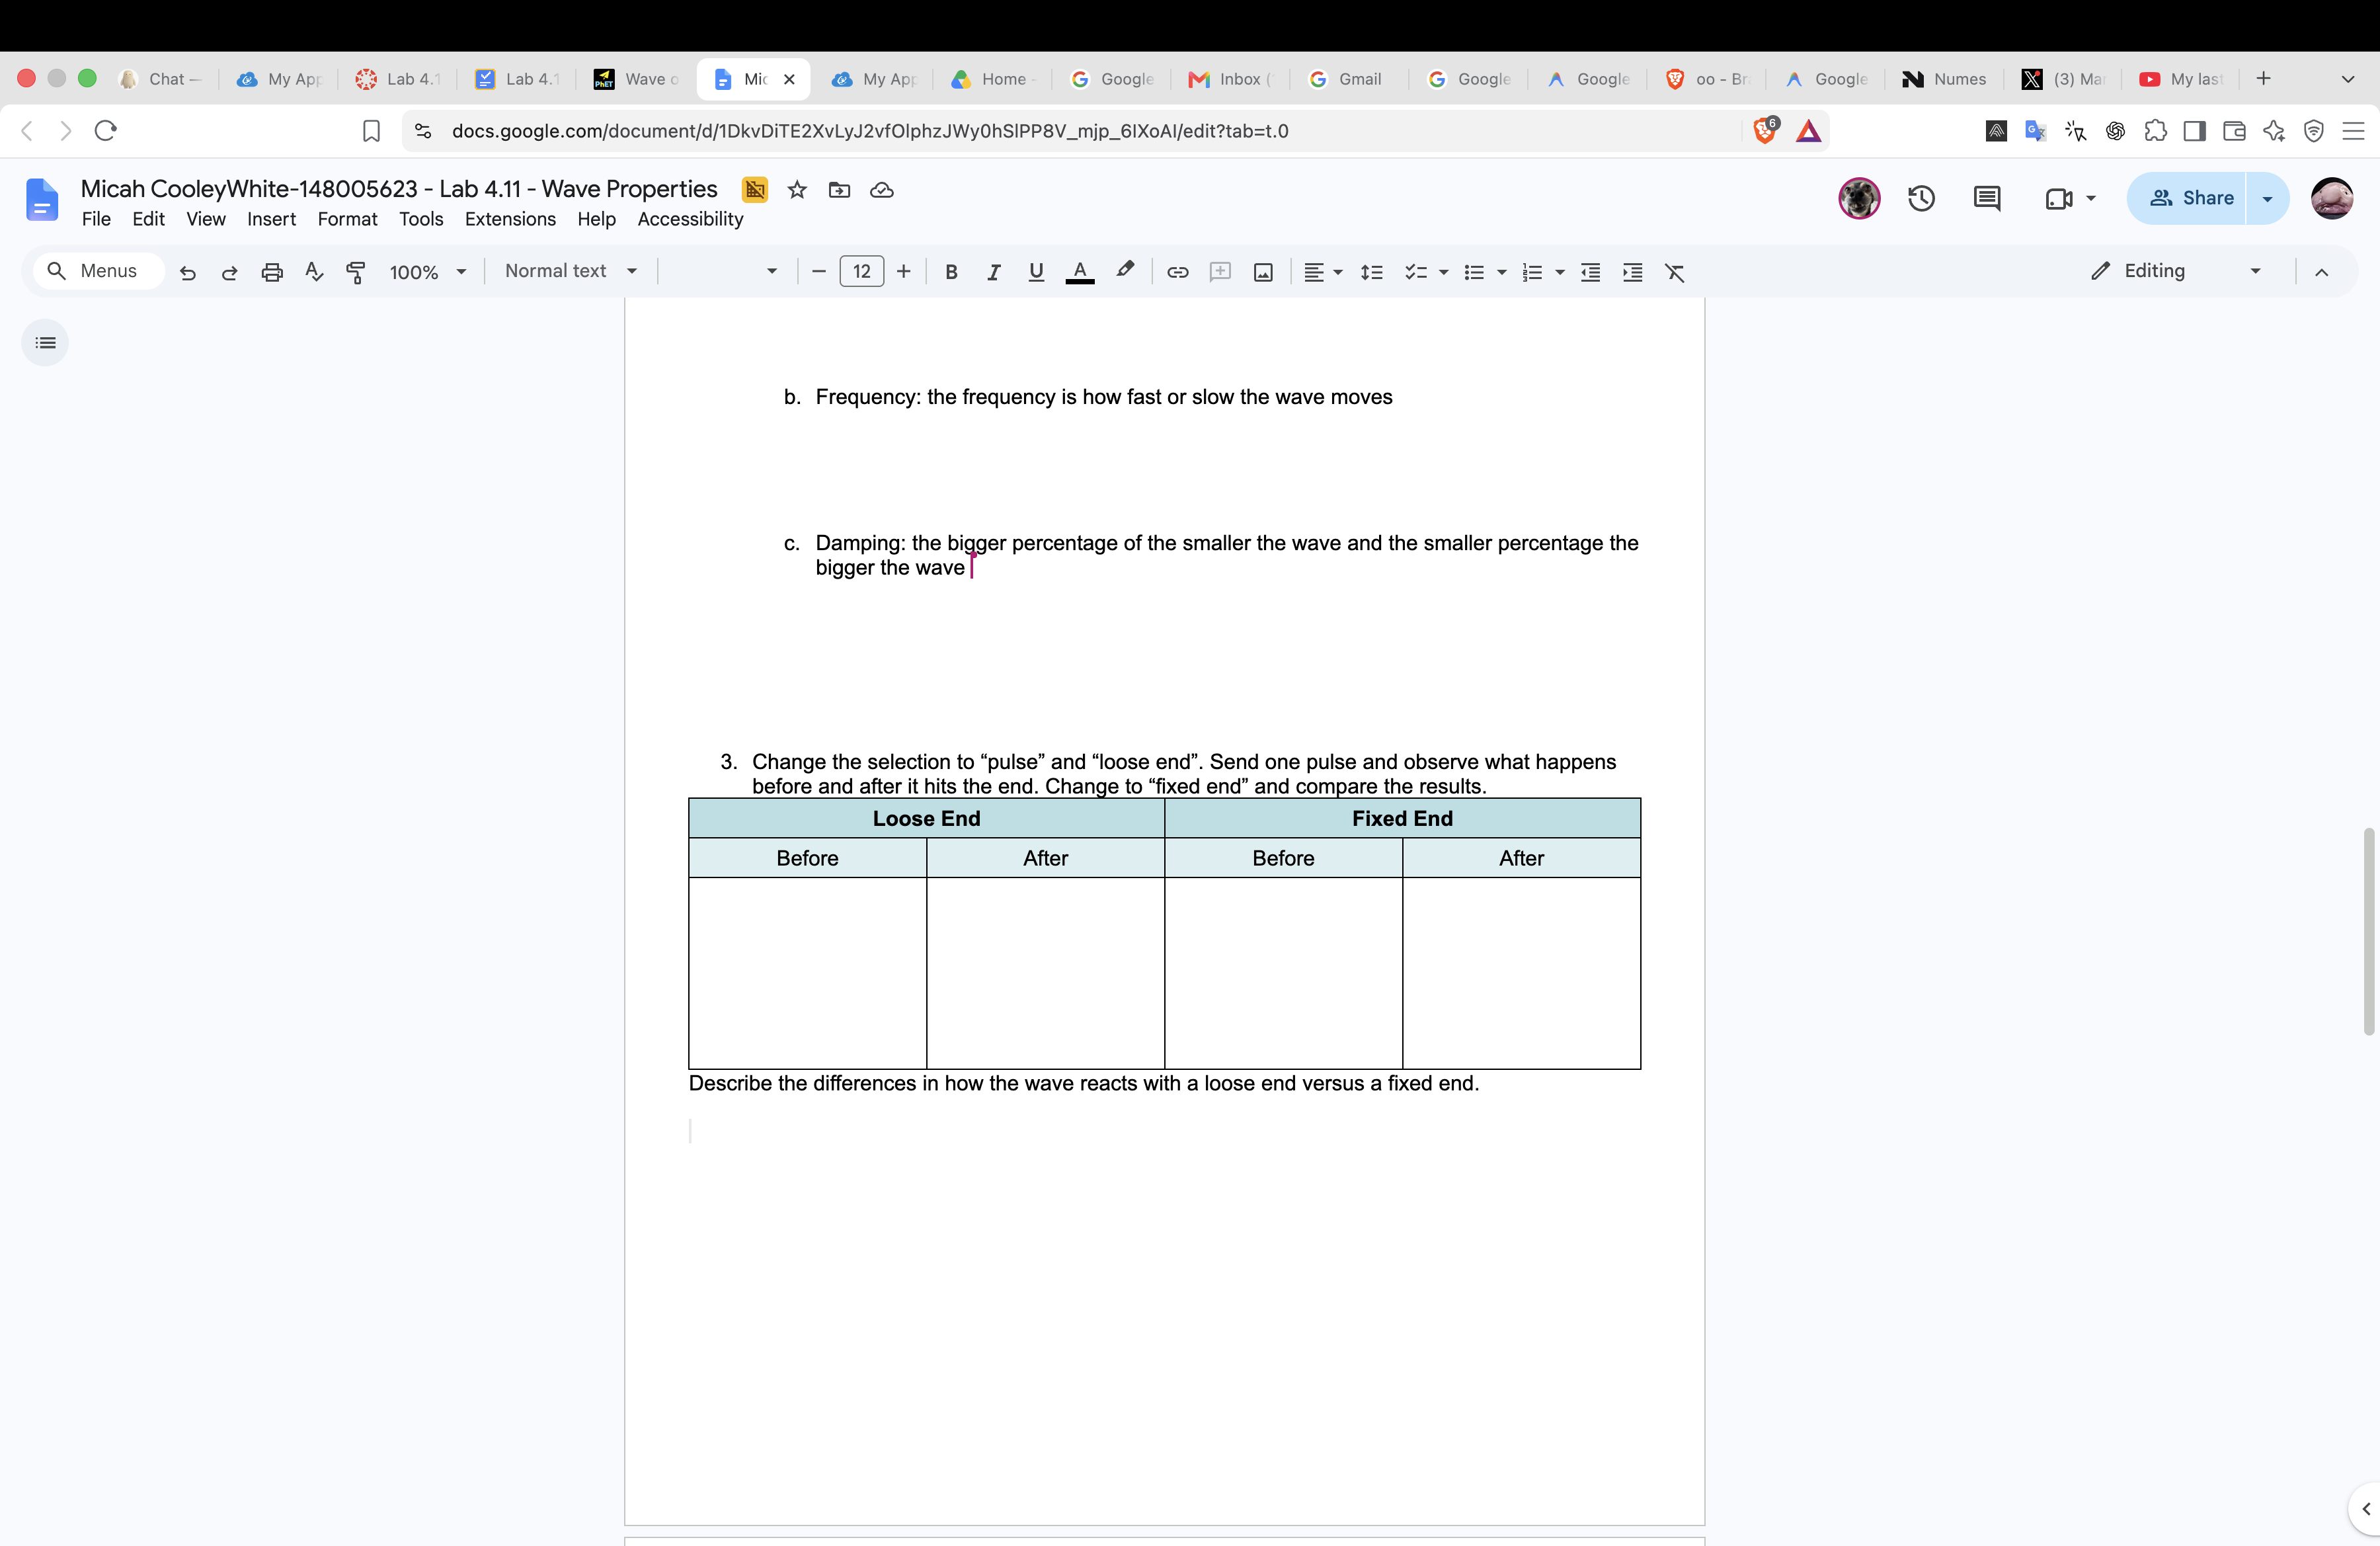 Chat —
My App
Lab 4.1
Lab 4.1
Wave o
Mic
My App
Home -
Google
Inbox (
Gmail
Google
Google
oo - Br
Google
Numes
(3) Mar
My last
docs.google.com/document/d/1DkvDiTE2XvLyJ2vfOlphzJWy0hSlPP8V_mjp_6lXoAI/edit?tab=t.0
6
Micah CooleyWhite-148005623 - Lab 4.11 - Wave Properties
File Edit View Insert Format Tools Extensions Help Accessibility
Share
Menus
100%
Normal text
12
Editing
b. Frequency: the frequency is how fast or slow the wave moves
c. Damping: the bigger percentage of the smaller the wave and the smaller percentage the
bigger the wave
3. Change the selection to “pulse” and “loose end”. Send one pulse and observe what happens
before and after it hits the end. Change to “fixed end” and compare the results.
Loose End Fixed End
Before After Before After
Describe the differences in how the wave reacts with a loose end versus a fixed end.